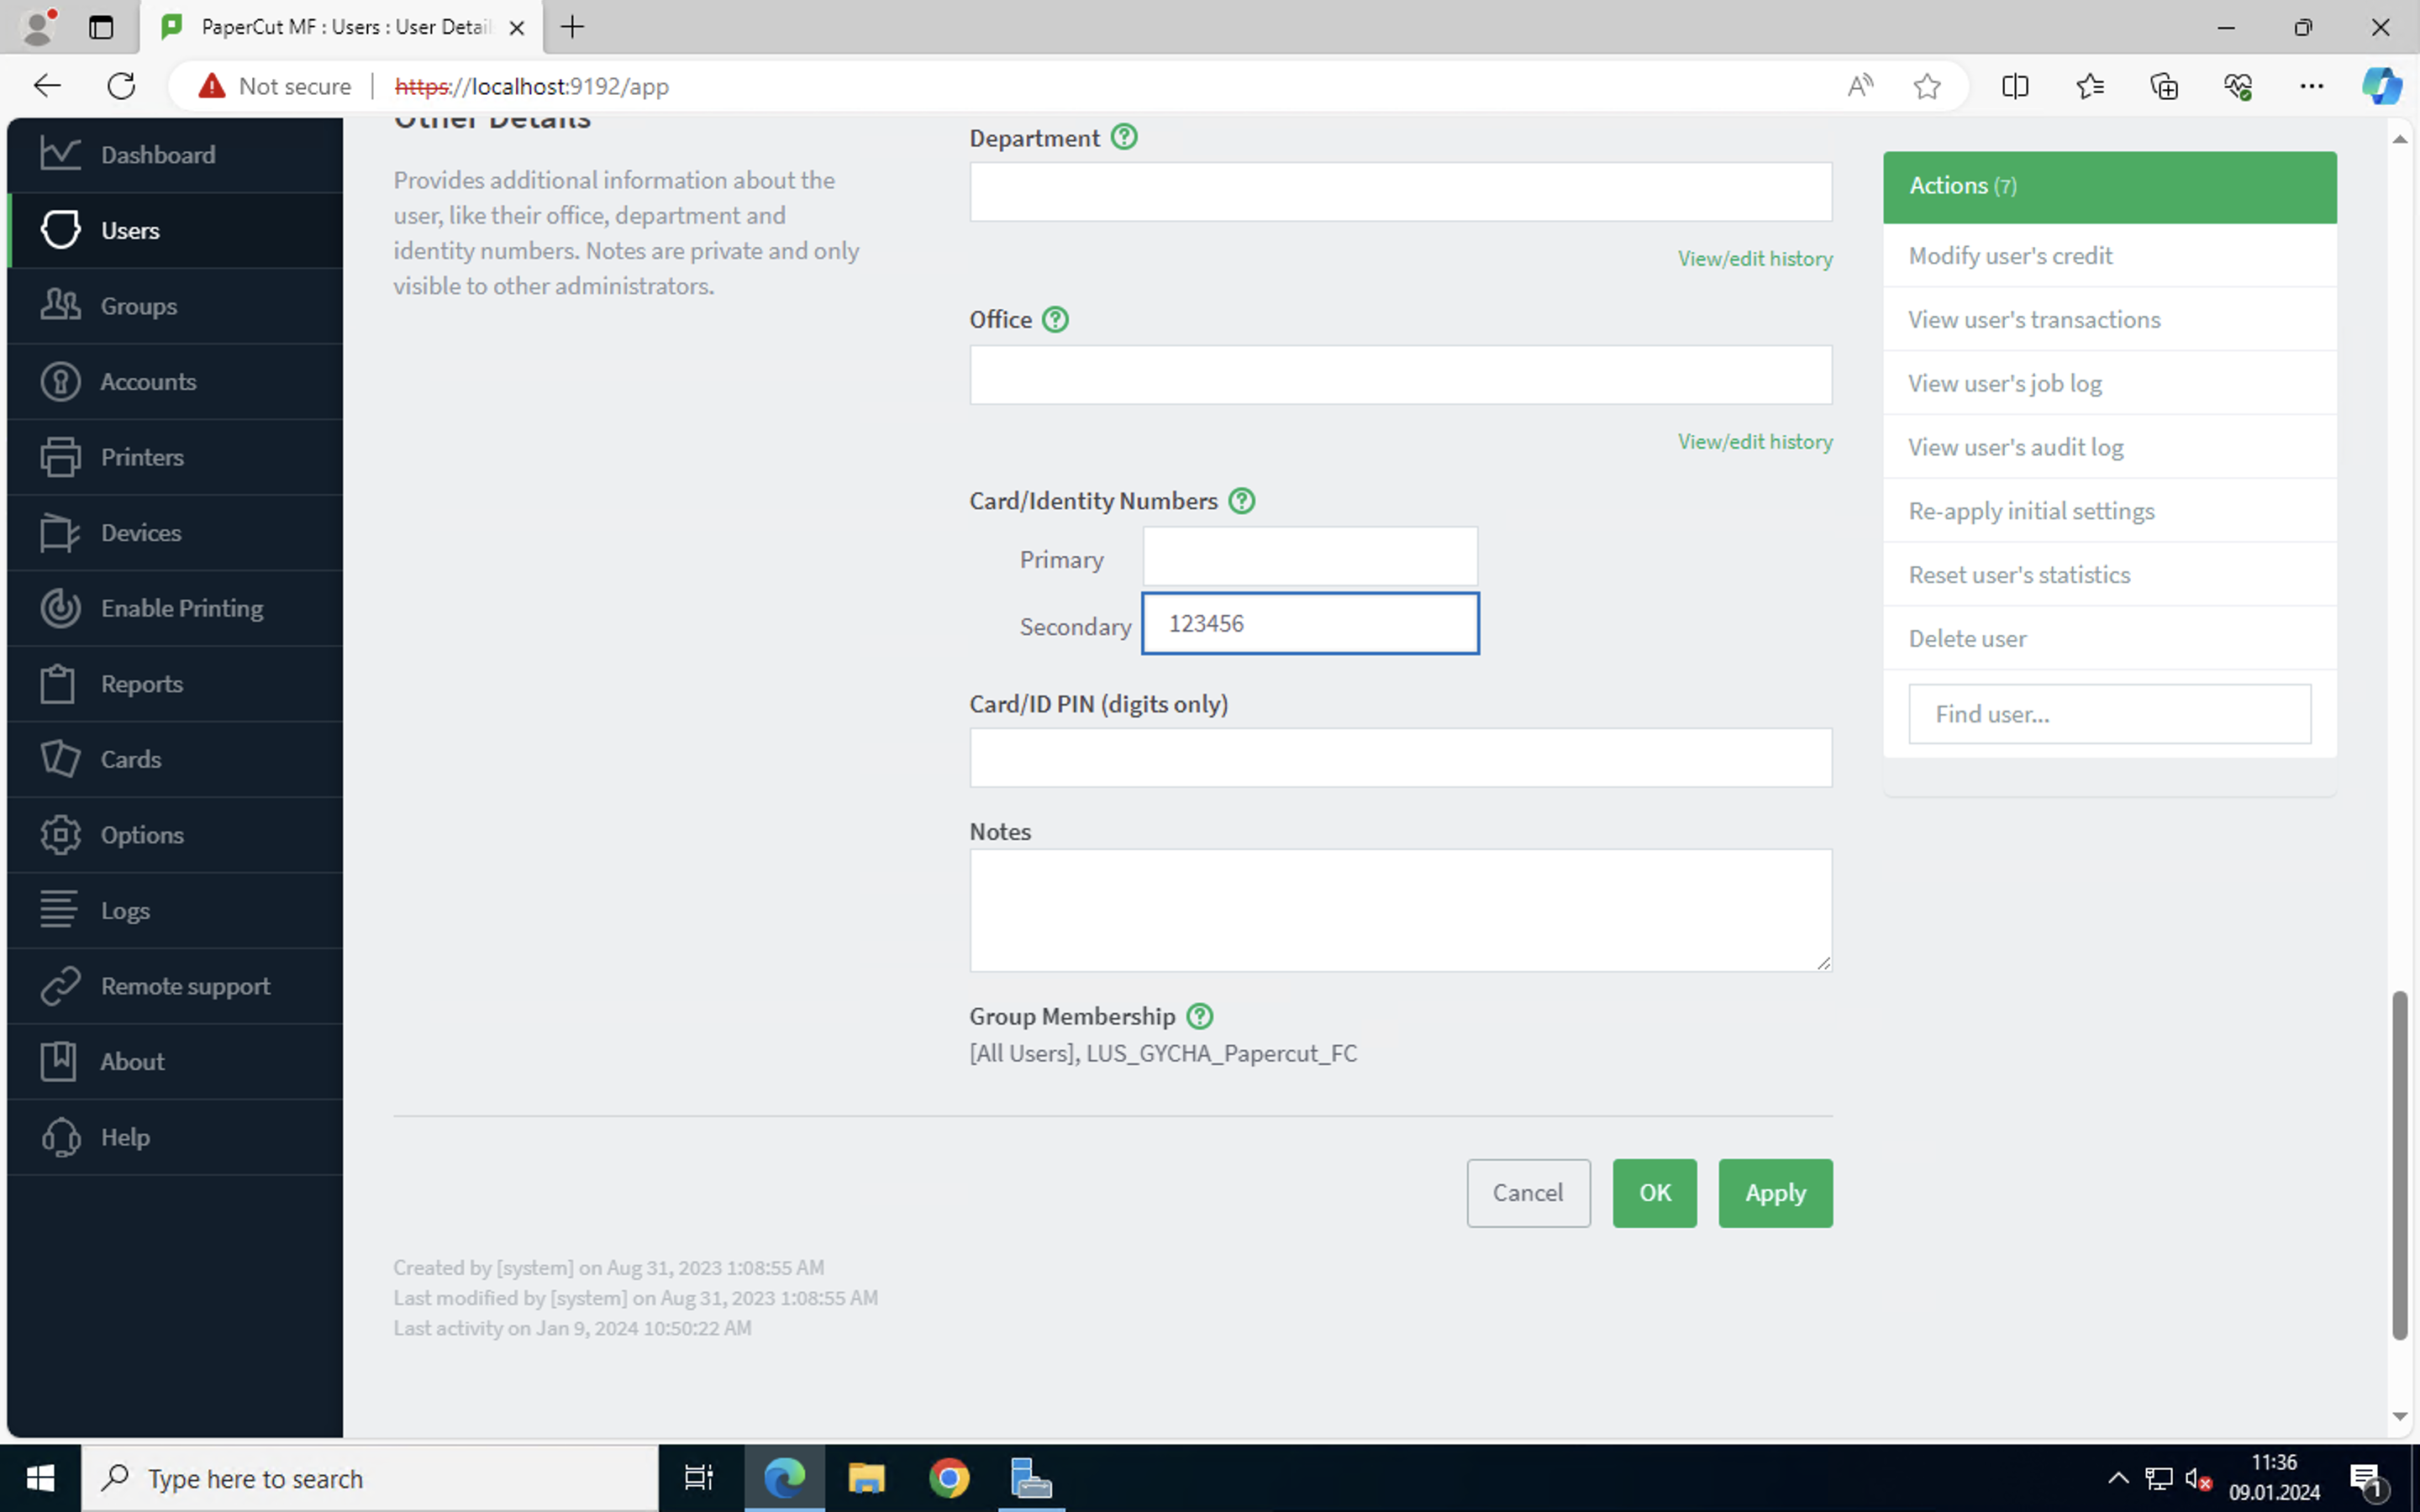 PaperCut MF : Users : User Detail
Not secure
https://localhost:9192/app
Dashboard
Users
Groups
Accounts
Printers
Devices
Enable Printing
Reports
Cards
Options
Logs
Remote support
About
Help
Other Details
Provides additional information about the
user, like their office, department and
identity numbers. Notes are private and only
visible to other administrators.
Department ?
View/edit history
Office ?
View/edit history
Card/Identity Numbers ?
Primary
Secondary 123456
Card/ID PIN (digits only)
Notes
Group Membership ?
[All Users], LUS_GYCHA_Papercut_FC
Cancel OK Apply
Created by [system] on Aug 31, 2023 1:08:55 AM
Last modified by [system] on Aug 31, 2023 1:08:55 AM
Last activity on Jan 9, 2024 10:50:22 AM
Actions (7)
Modify user's credit
View user's transactions
View user's job log
View user's audit log
Re-apply initial settings
Reset user's statistics
Delete user
Find user...
Type here to search
11:36
09.01.2024
1